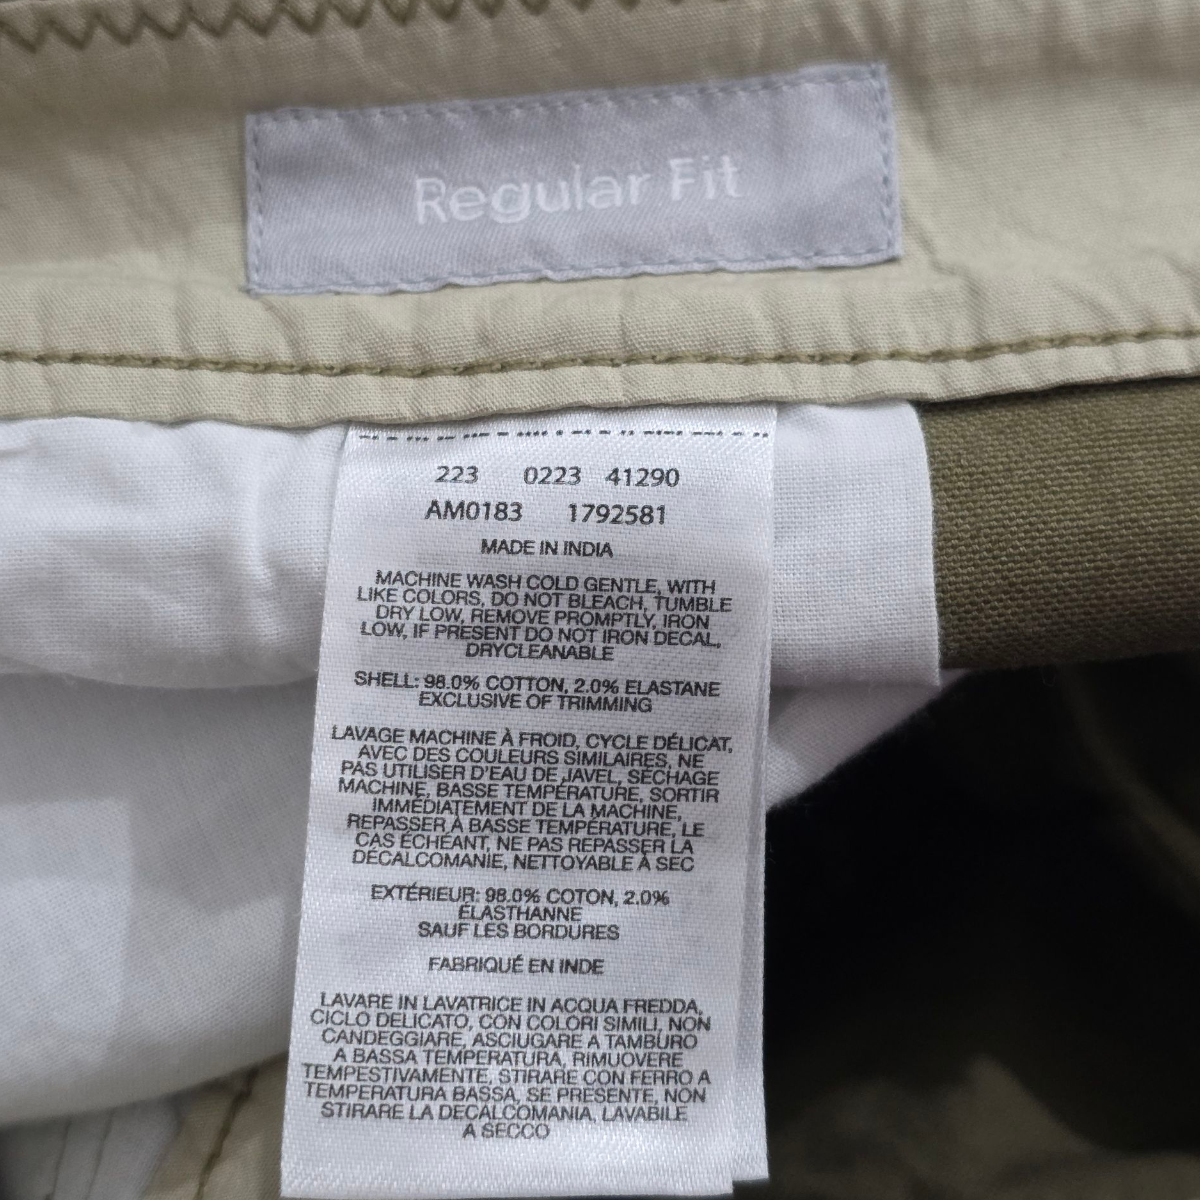 Regular Fit
223 0223 41290
AM0183 1792581
MADE IN INDIA
MACHINE WASH COLD GENTLE, WITH
LIKE COLORS, DO NOT BLEACH, TUMBLE
DRY LOW, REMOVE PROMPTLY, IRON
LOW, IF PRESENT DO NOT IRON DECAL,
DRYCLEANABLE
SHELL: 98.0% COTTON, 2.0% ELASTANE
EXCLUSIVE OF TRIMMING
LAVAGE MACHINE À FROID, CYCLE DÉLICAT,
AVEC DES COULEURS SIMILAIRES, NE
PAS UTILISER D'EAU DE JAVEL, SÉCHAGE
MACHINE, BASSE TEMPÉRATURE, SORTIR
IMMÉDIATEMENT DE LA MACHINE,
REPASSER À BASSE TEMPÉRATURE, LE
CAS ÉCHÉANT, NE PAS REPASSER LA
DÉCALCOMANIE, NETTOYABLE À SEC
EXTÉRIEUR: 98.0% COTON, 2.0%
ÉLASTHANNE
SAUF LES BORDURES
FABRIQUÉ EN INDE
LAVARE IN LAVATRICE IN ACQUA FREDDA,
CICLO DELICATO, CON COLORI SIMILI, NON
CANDEGGIARE, ASCIUGARE A TAMBURO
A BASSA TEMPERATURA, RIMUOVERE
TEMPESTIVAMENTE, STIRARE CON FERRO A
TEMPERATURA BASSA, SE PRESENTE, NON
STIRARE LA DECALCOMANIA, LAVABILE
A SECCO